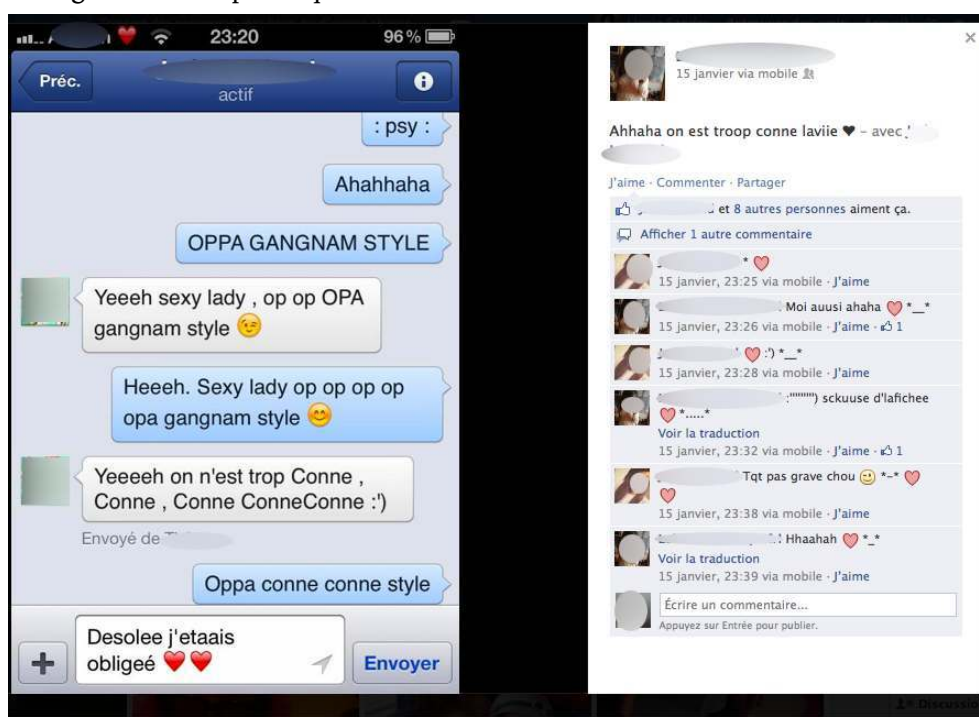 23:20
96 %
Préc.
actif
: psy :
Ahahhaha
OPPA GANGNAM STYLE
Yeeeh sexy lady , op op OPA
gangnam style 😉
Heeeh. Sexy lady op op op op
opa gangnam style 😊
Yeeeeh on n'est trop Conne ,
Conne , Conne ConneConne :')
Envoyé de
Oppa conne conne style
Desolee j'etaais
obligeé ❤️❤️
Envoyer
15 janvier via mobile
Ahhaha on est troop conne laviie ♥ – avec
J'aime · Commenter · Partager
et 8 autres personnes aiment ça.
Afficher 1 autre commentaire
* ♥
15 janvier, 23:25 via mobile · J'aime
Moi auusi ahaha ♥ *__*
15 janvier, 23:26 via mobile · J'aime · 1
♥ :') *__*
15 janvier, 23:28 via mobile · J'aime
:""""") sckuuse d'lafichee
♥ *.....*
Voir la traduction
15 janvier, 23:32 via mobile · J'aime · 1
Tqt pas grave chou 😉 *-* ♥
♥
15 janvier, 23:38 via mobile · J'aime
Hhaahah ♥ *_*
Voir la traduction
15 janvier, 23:39 via mobile · J'aime
Écrire un commentaire...
Appuyez sur Entrée pour publier.